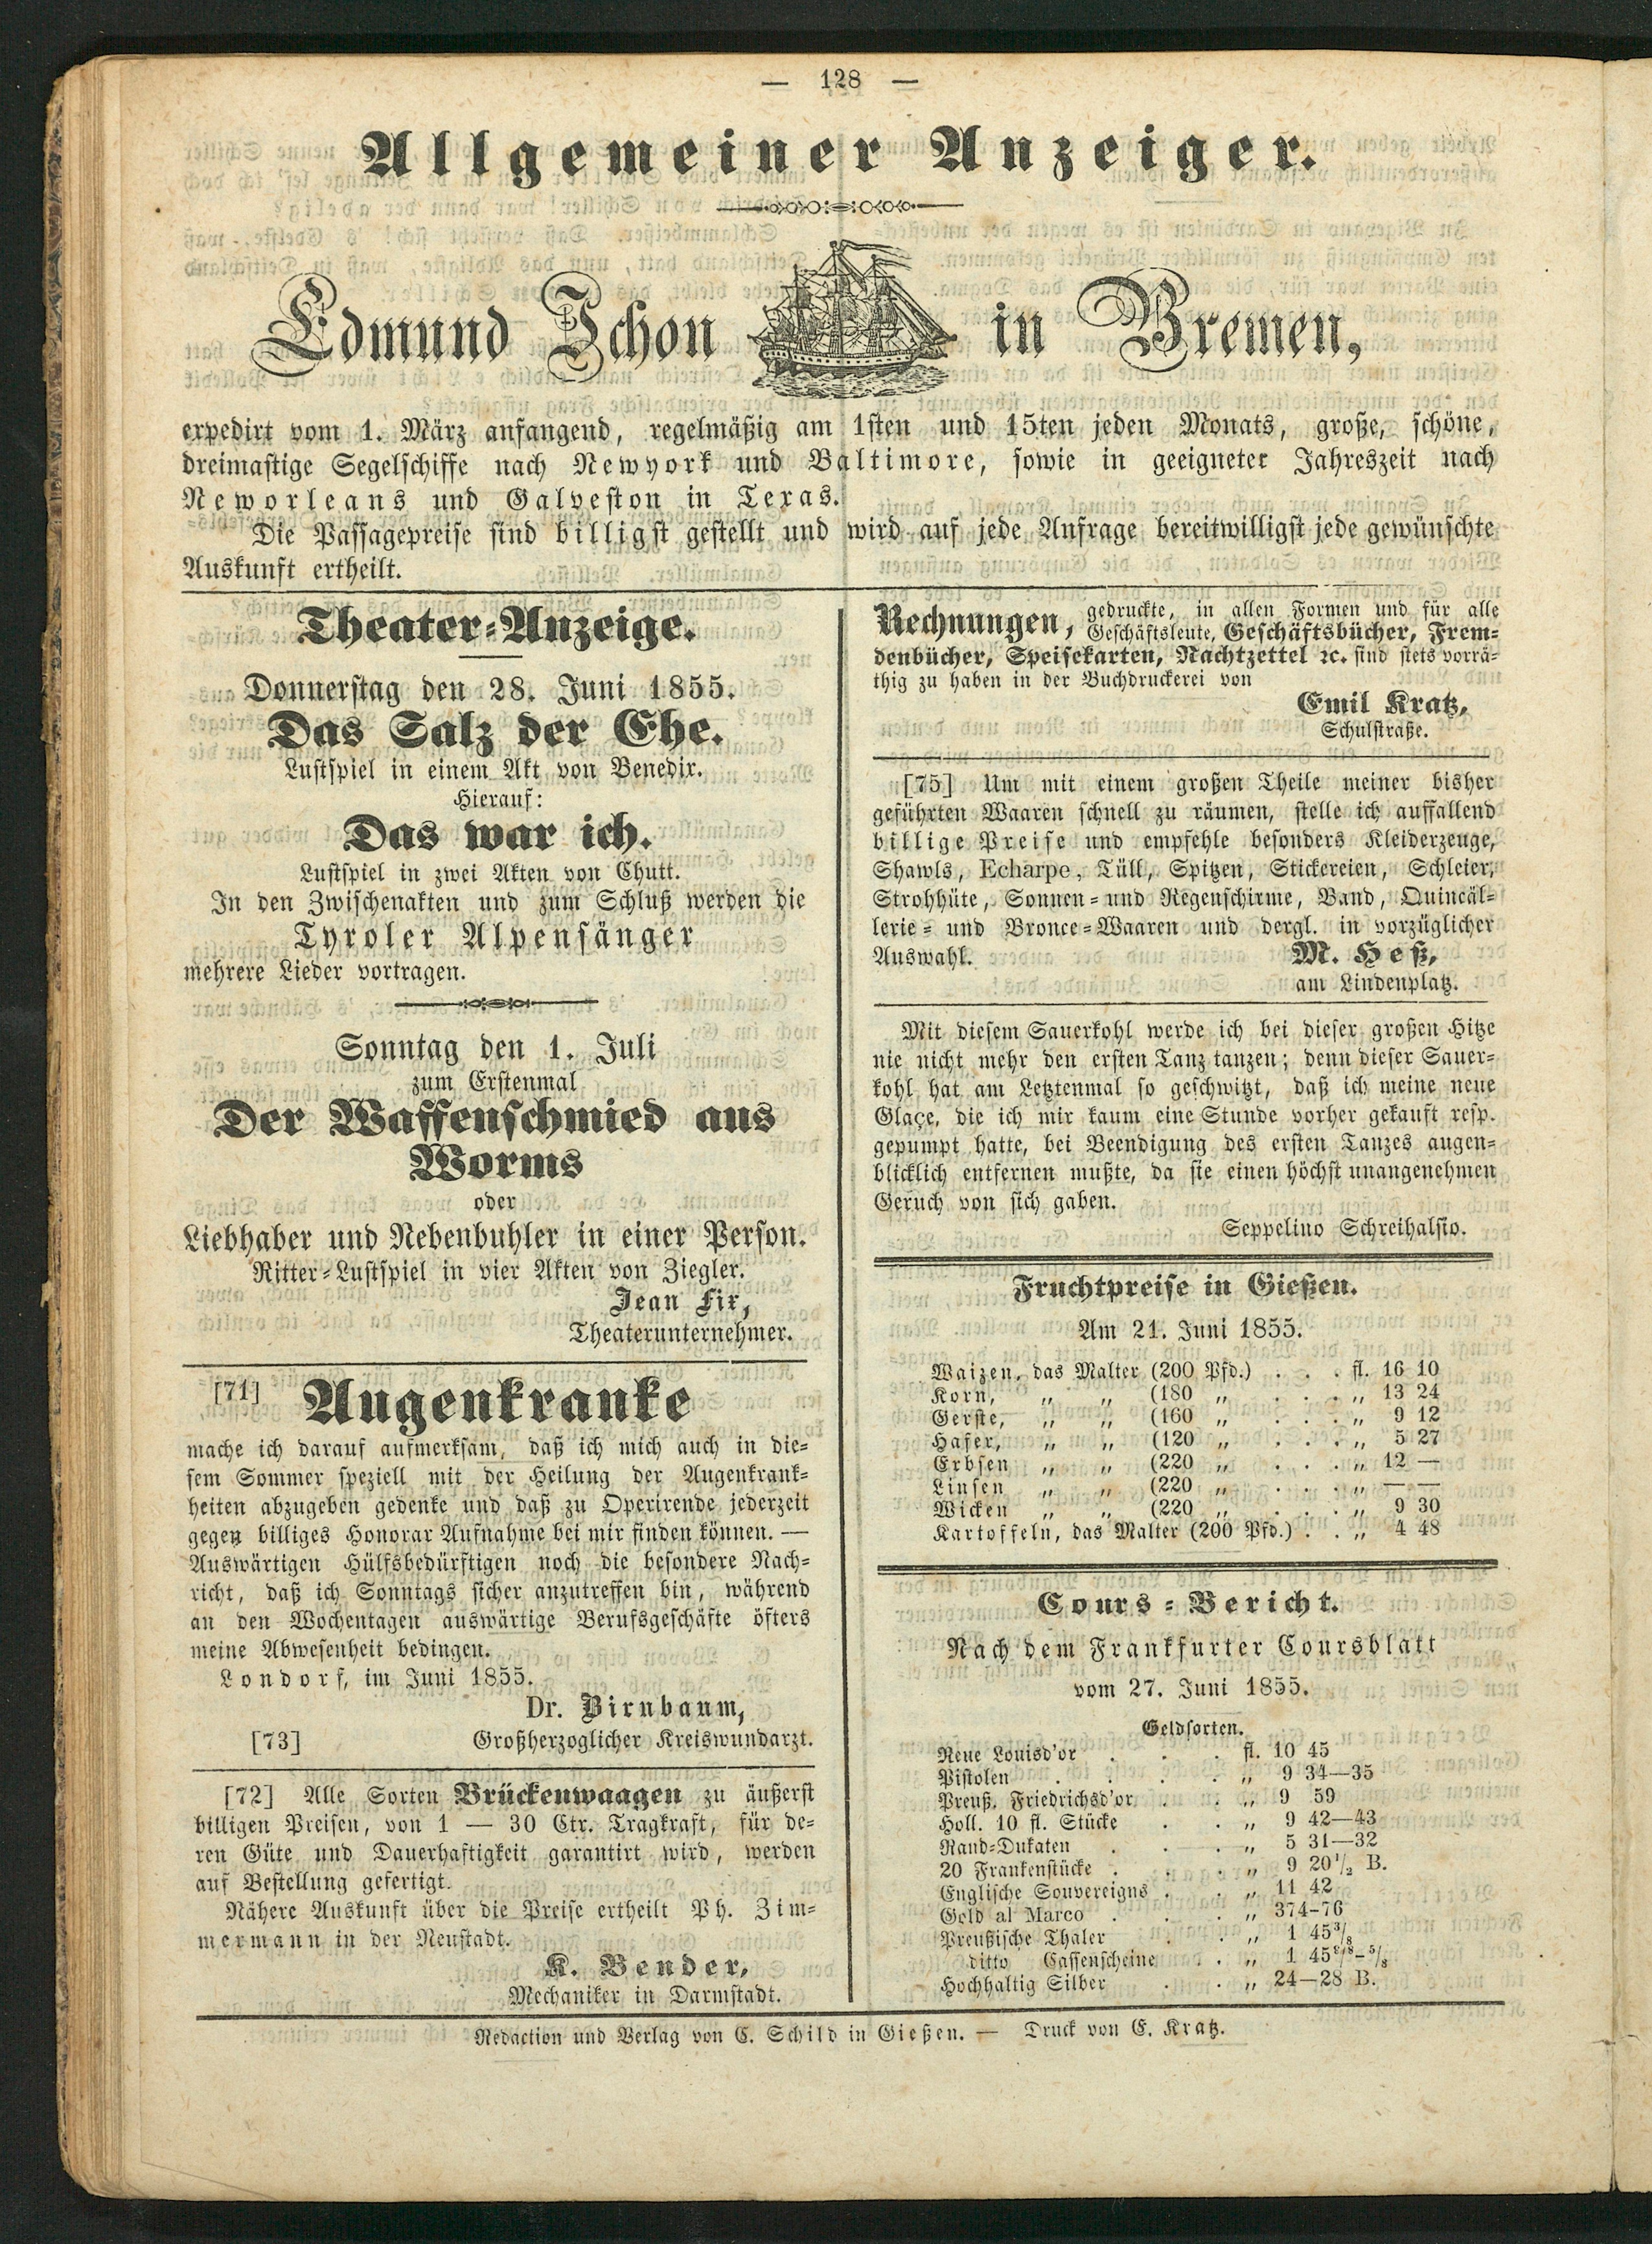 — 128 —
Allgemeiner Anzeiger.
Edmund Ichon in Bremen,
expedirt vom 1. März anfangend, regelmäßig am 1sten und 15ten jeden Monats, große, schöne,
dreimastige Segelschiffe nach Newyork und Baltimore, sowie in geeigneter Jahreszeit nach
Neworleans und Galveston in Texas.
Die Passagepreise sind billigst gestellt und wird auf jede Anfrage bereitwilligst jede gewünschte
Auskunft ertheilt.
Theater-Anzeige.
Donnerstag den 28. Juni 1855.
Das Salz der Ehe.
Lustspiel in einem Akt von Benedix.
Hierauf:
Das war ich.
Lustspiel in zwei Akten von Chutt.
In den Zwischenakten und zum Schluß werden die
Tyroler Alpensänger
mehrere Lieder vortragen.
Sonntag den 1. Juli
zum Erstenmal
Der Waffenschmied aus
Worms
oder
Liebhaber und Nebenbuhler in einer Person.
Ritter-Lustspiel in vier Akten von Ziegler.
Jean Fix,
Theaterunternehmer.
[71] Augenkranke
mache ich darauf aufmerksam, daß ich mich auch in die-
sem Sommer speziell mit der Heilung der Augenkrank-
heiten abzugeben gedenke und daß zu Operirende jederzeit
gegen billiges Honorar Aufnahme bei mir finden können. —
Auswärtigen Hülfsbedürftigen noch die besondere Nach-
richt, daß ich Sonntags sicher anzutreffen bin, während
an den Wochentagen auswärtige Berufsgeschäfte öfters
meine Abwesenheit bedingen.
Londorf, im Juni 1855.
Dr. Birnbaum,
[73] Großherzoglicher Kreiswundarzt.
[72] Alle Sorten Brückenwaagen zu äußerst
billigen Preisen, von 1 — 30 Ctr. Tragkraft, für de-
ren Güte und Dauerhaftigkeit garantirt wird, werden
auf Bestellung gefertigt.
Nähere Auskunft über die Preise ertheilt Ph. Zim-
mermann in der Neustadt.
K. Bender,
Mechaniker in Darmstadt.
Rechnungen, gedruckte, in allen Formen und für alle
Geschäftsleute, Geschäftsbücher, Frem-
denbücher, Speisekarten, Nachtzettel ꝛc. sind stets vorrä-
thig zu haben in der Buchdruckerei von
Emil Kratz,
Schulstraße.
[75] Um mit einem großen Theile meiner bisher
geführten Waaren schnell zu räumen, stelle ich auffallend
billige Preise und empfehle besonders Kleiderzeuge,
Shawls, Echarpe, Tüll, Spitzen, Stickereien, Schleier,
Strohhüte, Sonnen- und Regenschirme, Band, Quincäl-
lerie- und Bronce-Waaren und dergl. in vorzüglicher
Auswahl. M. Heß,
am Lindenplatz.
Mit diesem Sauerkohl werde ich bei dieser großen Hitze
nie nicht mehr den ersten Tanz tanzen; denn dieser Sauer-
kohl hat am Letztenmal so geschwitzt, daß ich meine neue
Glaçe, die ich mir kaum eine Stunde vorher gekauft resp.
gepumpt hatte, bei Beendigung des ersten Tanzes augen-
blicklich entfernen mußte, da sie einen höchst unangenehmen
Geruch von sich gaben.
Seppelino Schreihalsio.
Fruchtpreise in Gießen.
Am 21. Juni 1855.
Waizen, das Malter (200 Pfd.) . . . fl. 16 10
Korn, „ „ (180 „ . . . „ 13 24
Gerste, „ „ (160 „ . . . „ 9 12
Hafer, „ „ (120 „ . . . „ 5 27
Erbsen „ „ (220 „ . . . „ 12 —
Linsen „ „ (220 „ . . . „ — —
Wicken „ „ (220 „ . . . „ 9 30
Kartoffeln, das Malter (200 Pfd.) . . „ 4 48
Cours-Bericht.
Nach dem Frankfurter Coursblatt
vom 27. Juni 1855.
Geldsorten.
Neue Louisd'or . . . fl. 10 45
Pistolen . . . . „ 9 34—35
Preuß. Friedrichsd'or . . „ 9 59
Holl. 10 fl. Stücke . . „ 9 42—43
Rand-Dukaten . . . „ 5 31—32
20 Frankenstücke . . . „ 9 20½ B.
Englische Souvereigns . . „ 11 42
Gold al Marco . . . „ 374-76
Preußische Thaler . . „ 1 45⅜
ditto Cassenscheine . . „ 1 45
Hochhaltig Silber . . „ 24—28 B.
Redaction und Verlag von C. Schild in Gießen. — Druck von E. Kratz.